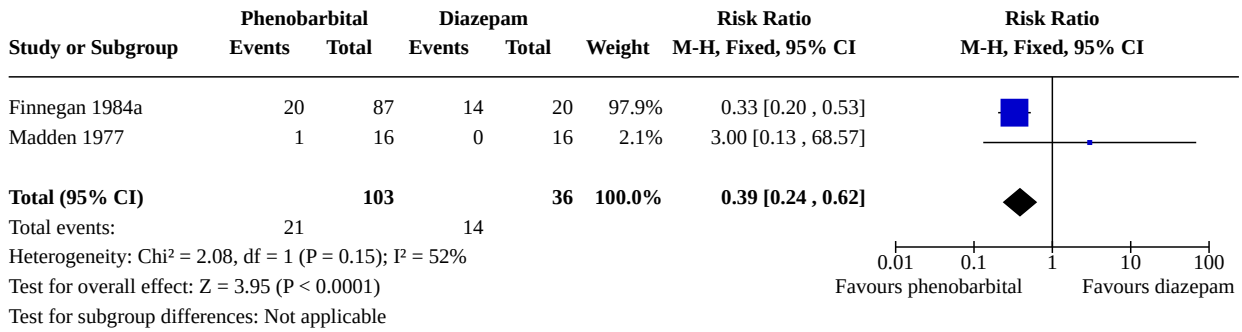 Phenobarbital Diazepam Risk Ratio Risk Ratio
Study or Subgroup Events Total Events Total Weight M-H, Fixed, 95% CI M-H, Fixed, 95% CI
Finnegan 1984a 20 87 14 20 97.9% 0.33 [0.20 , 0.53]
Madden 1977 1 16 0 16 2.1% 3.00 [0.13 , 68.57]
Total (95% CI) 103 36 100.0% 0.39 [0.24 , 0.62]
Total events: 21 14
Heterogeneity: Chi² = 2.08, df = 1 (P = 0.15); I² = 52%
0.01 0.1 1 10 100
Test for overall effect: Z = 3.95 (P < 0.0001) Favours phenobarbital Favours diazepam
Test for subgroup differences: Not applicable